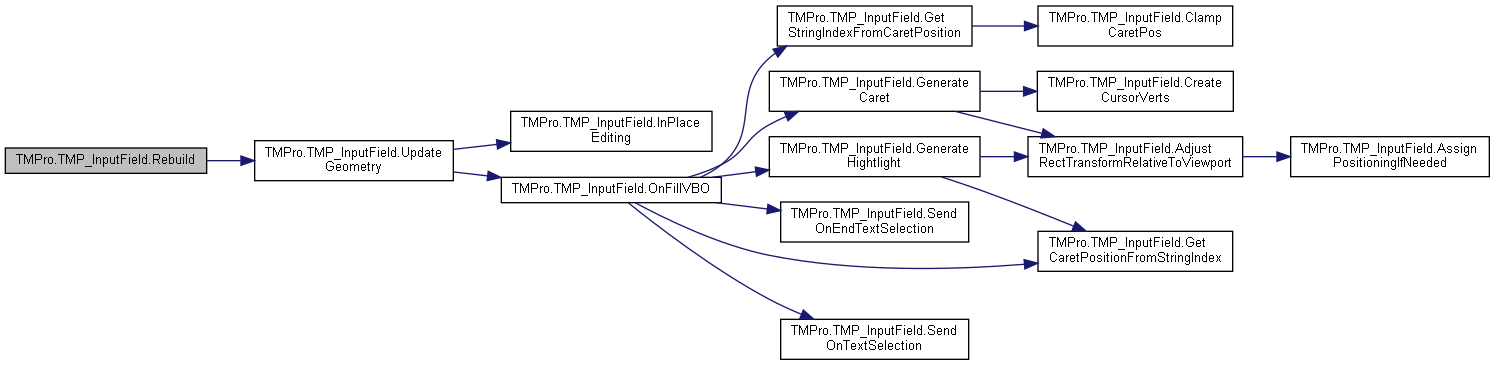 TMPro.TMP_InputField.Rebuild
TMPro.TMP_InputField.Update
Geometry
TMPro.TMP_InputField.InPlace
Editing
TMPro.TMP_InputField.OnFillVBO
TMPro.TMP_InputField.Get
StringIndexFromCaretPosition
TMPro.TMP_InputField.Clamp
CaretPos
TMPro.TMP_InputField.Generate
Caret
TMPro.TMP_InputField.Create
CursorVerts
TMPro.TMP_InputField.Generate
Hightlight
TMPro.TMP_InputField.Adjust
RectTransformRelativeToViewport
TMPro.TMP_InputField.Assign
PositioningIfNeeded
TMPro.TMP_InputField.Send
OnEndTextSelection
TMPro.TMP_InputField.Get
CaretPositionFromStringIndex
TMPro.TMP_InputField.Send
OnTextSelection